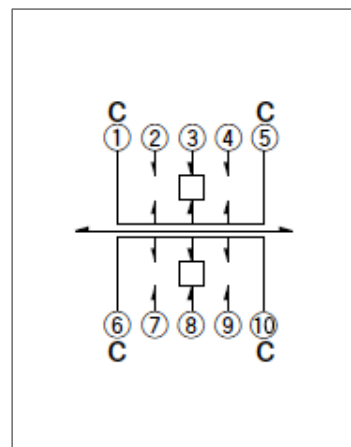 C C
① ② ③ ④ ⑤
⑥ ⑦ ⑧ ⑨ ⑩
C C